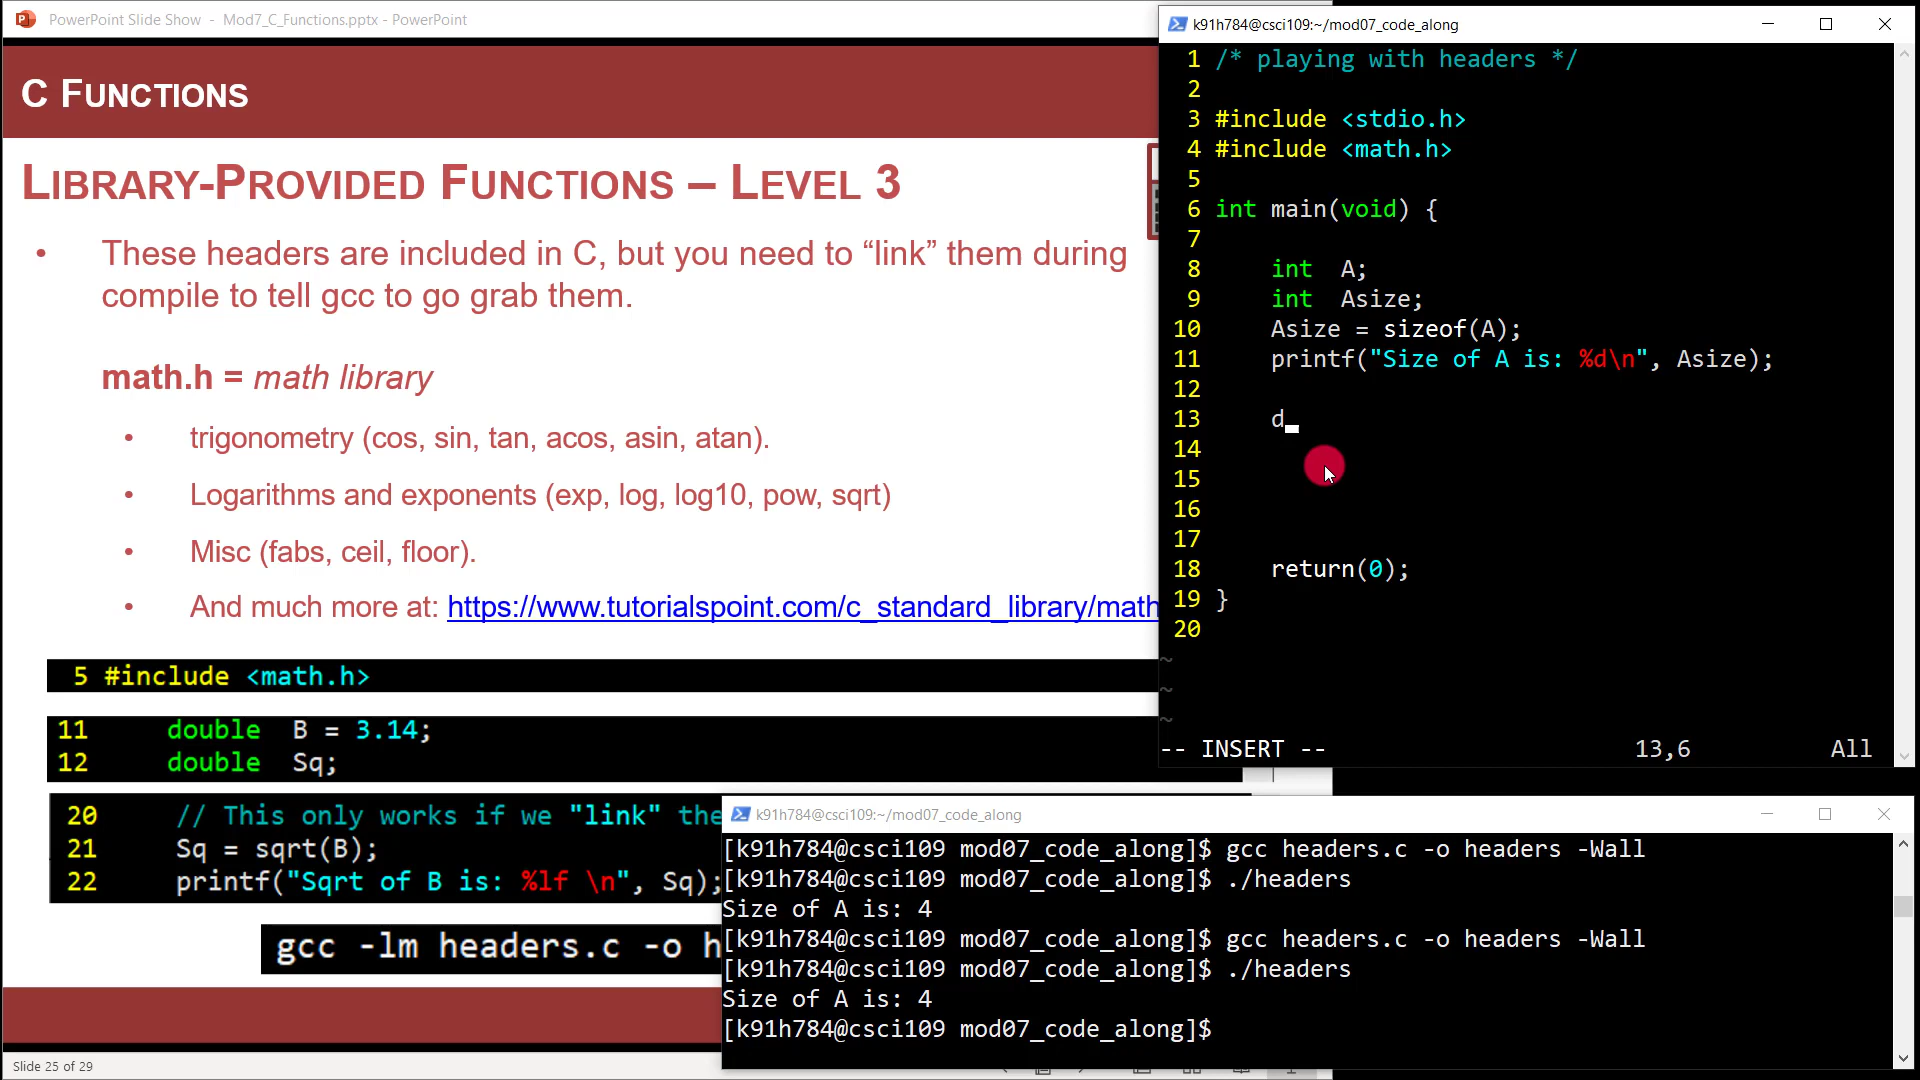 PowerPoint Slide Show - Mod7_C_Functions.pptx - PowerPoint
C FUNCTIONS
LIBRARY-PROVIDED FUNCTIONS – LEVEL 3
• These headers are included in C, but you need to “link” them during
compile to tell gcc to go grab them.
math.h = math library
• trigonometry (cos, sin, tan, acos, asin, atan).
• Logarithms and exponents (exp, log, log10, pow, sqrt)
• Misc (fabs, ceil, floor).
• And much more at: https://www.tutorialspoint.com/c_standard_library/math
5 #include <math.h>
11 double B = 3.14;
12 double Sq;
20 // This only works if we "link" the
21 Sq = sqrt(B);
22 printf("Sqrt of B is: %lf \n", Sq);
gcc -lm headers.c -o h
Slide 25 of 29
k91h784@csci109:~/mod07_code_along
1 /* playing with headers */
2
3 #include <stdio.h>
4 #include <math.h>
5
6 int main(void) {
7
8 int A;
9 int Asize;
10 Asize = sizeof(A);
11 printf("Size of A is: %d\n", Asize);
12
13 d
14
15
16
17
18 return(0);
19 }
20
~
~
~
-- INSERT -- 13,6 All
k91h784@csci109:~/mod07_code_along
[k91h784@csci109 mod07_code_along]$ gcc headers.c -o headers -Wall
[k91h784@csci109 mod07_code_along]$ ./headers
Size of A is: 4
[k91h784@csci109 mod07_code_along]$ gcc headers.c -o headers -Wall
[k91h784@csci109 mod07_code_along]$ ./headers
Size of A is: 4
[k91h784@csci109 mod07_code_along]$